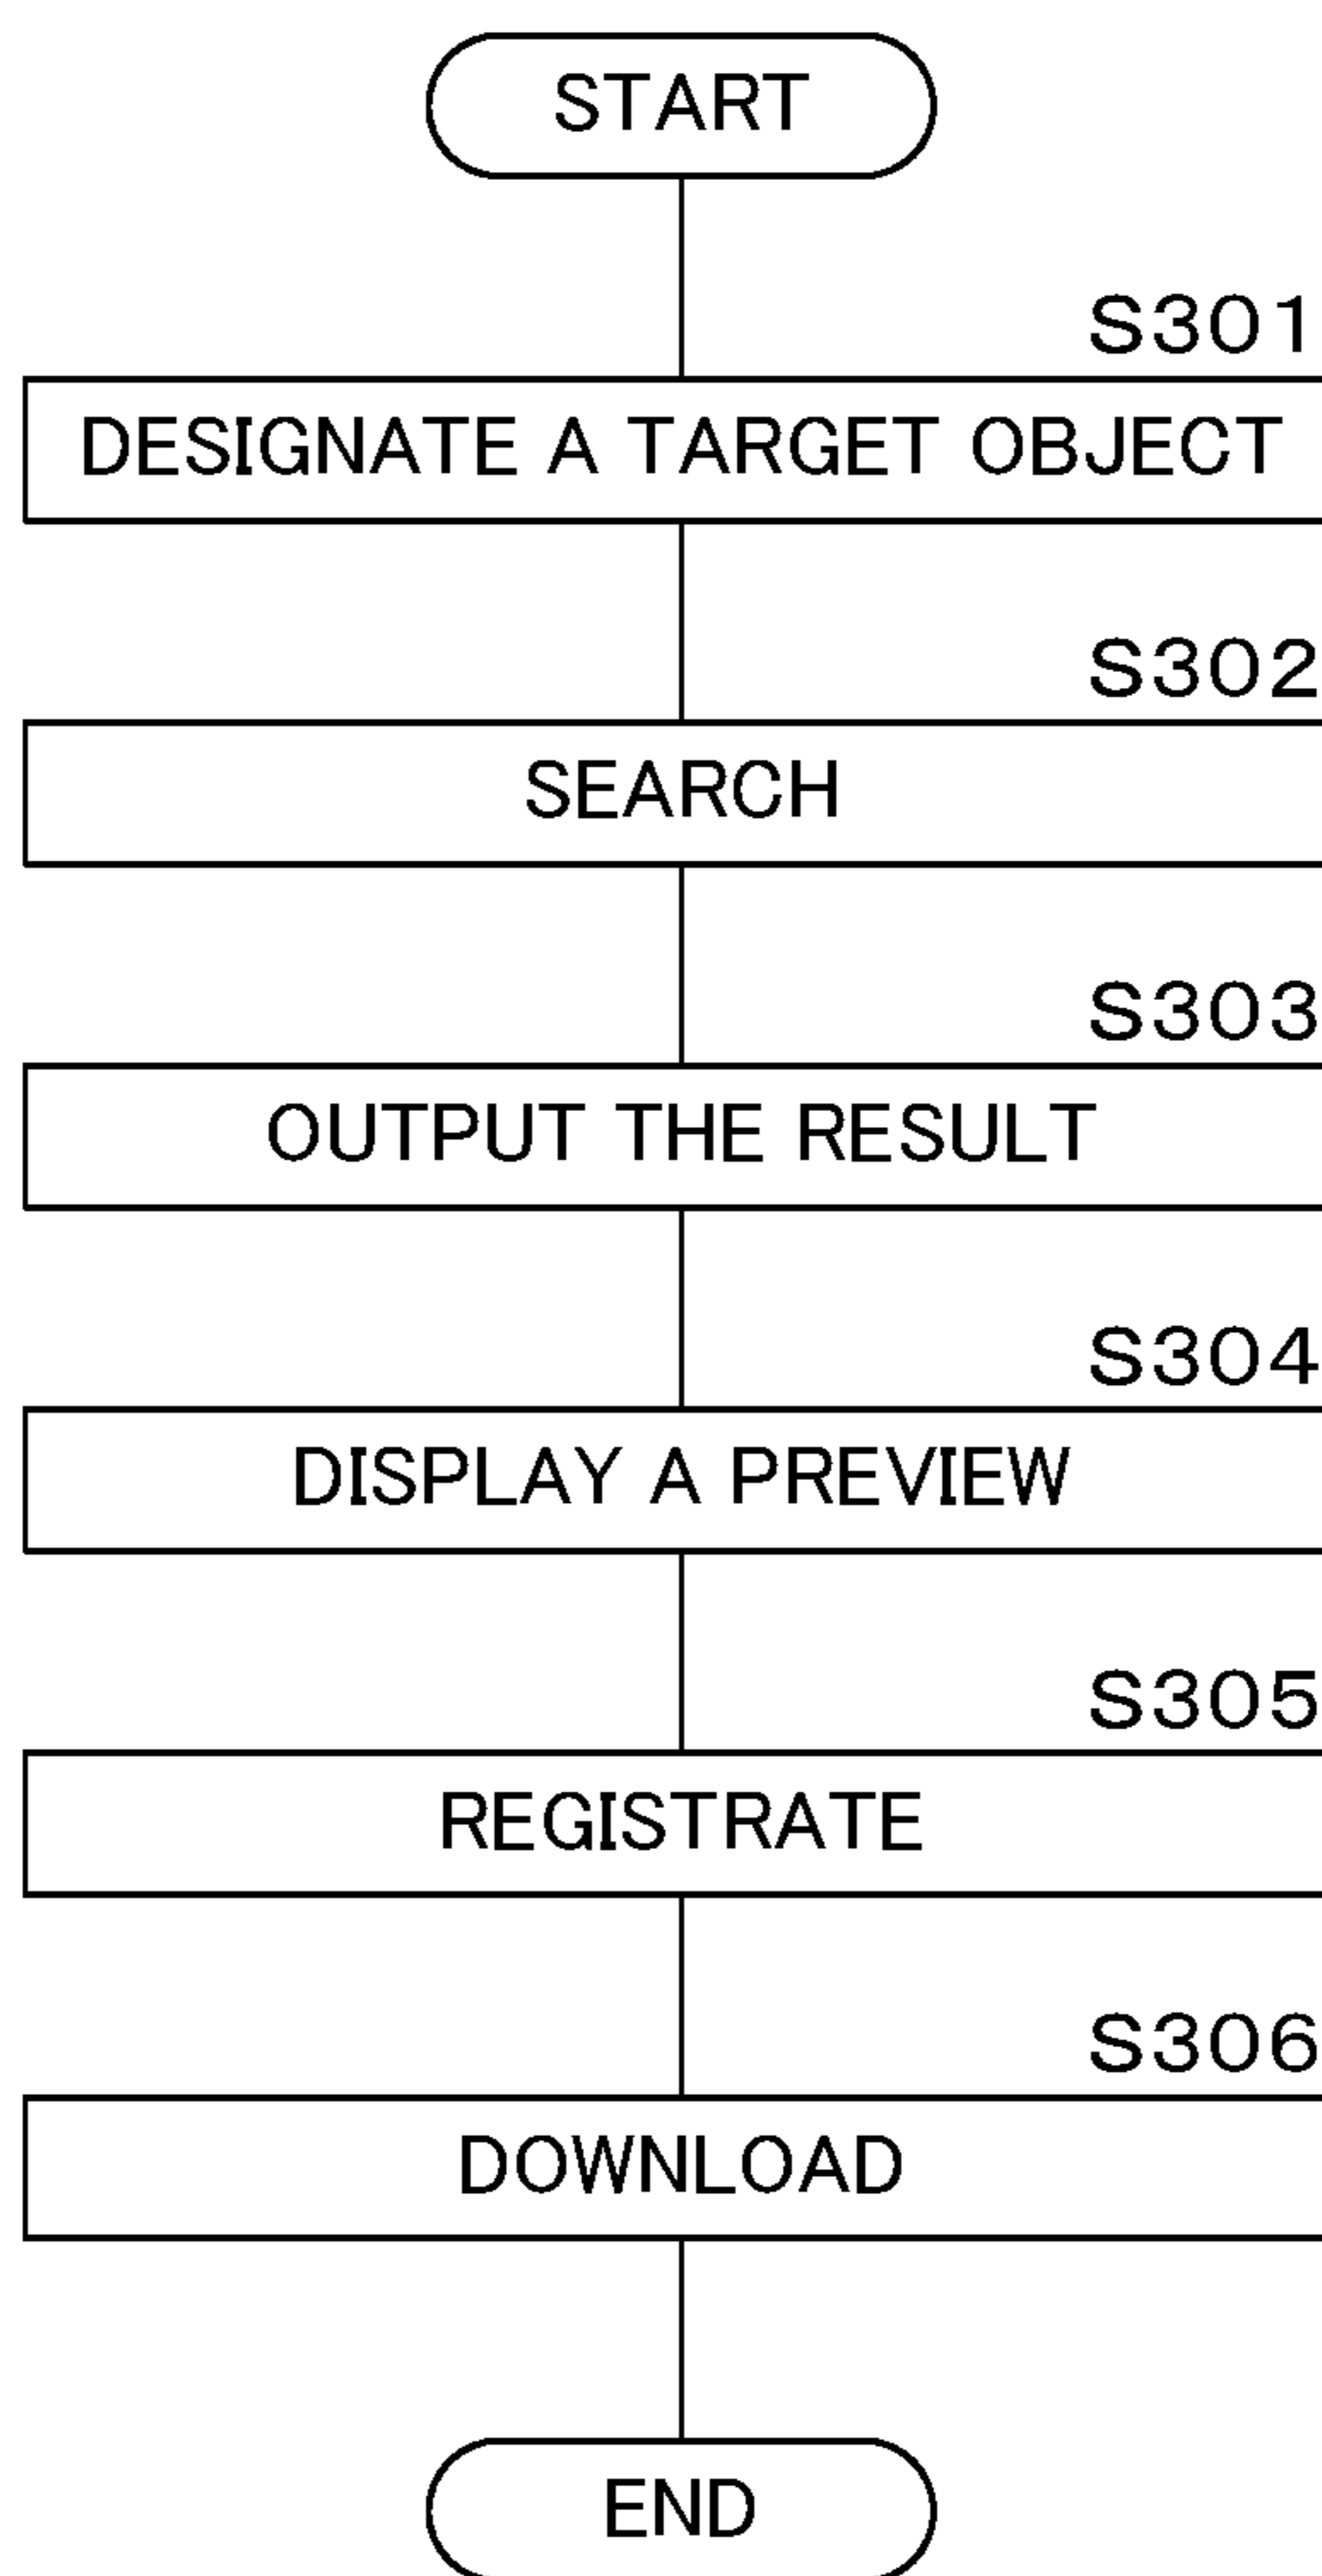 START
S301
DESIGNATE A TARGET OBJECT
S302
SEARCH
S303
OUTPUT THE RESULT
S304
DISPLAY A PREVIEW
S305
REGISTRATE
S306
DOWNLOAD
END